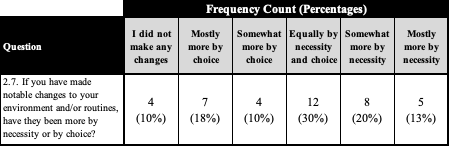 Frequency Count (Percentages)
Question
I did not make any changes
Mostly more by choice
Somewhat more by choice
Equally by necessity and choice
Somewhat more by necessity
Mostly more by necessity
2.7. If you have made
notable changes to your
environment and/or routines,
have they been more by
necessity or by choice?
4
(10%)
7
(18%)
4
(10%)
12
(30%)
8
(20%)
5
(13%)